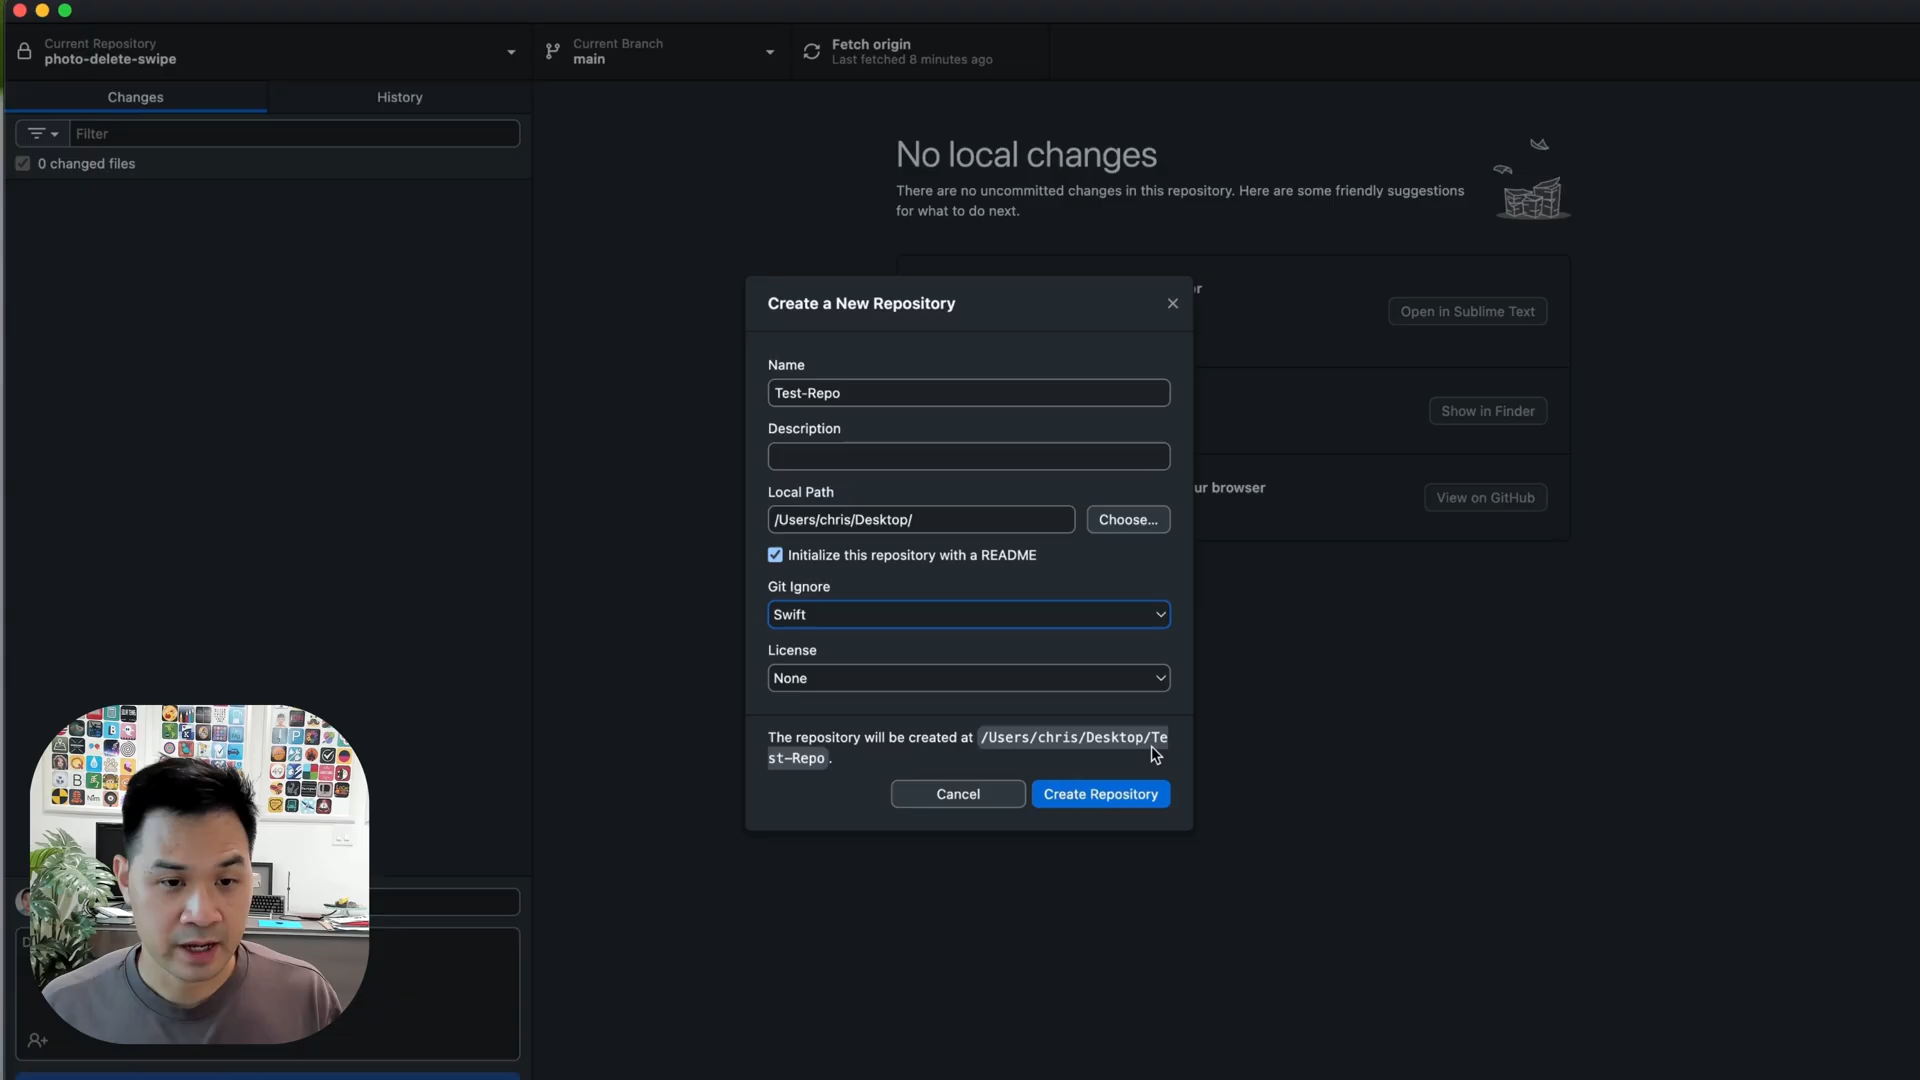 Current Repository
photo-delete-swipe
Current Branch
main
Fetch origin
Last fetched 8 minutes ago
Changes
History
Filter
0 changed files
No local changes
There are no uncommitted changes in this repository. Here are some friendly suggestions
for what to do next.
Open in Sublime Text
Show in Finder
ur browser
View on GitHub
Create a New Repository
Name
Test-Repo
Description
Local Path
/Users/chris/Desktop/
Choose...
Initialize this repository with a README
Git Ignore
Swift
License
None
The repository will be created at /Users/chris/Desktop/Te
st-Repo.
Cancel
Create Repository